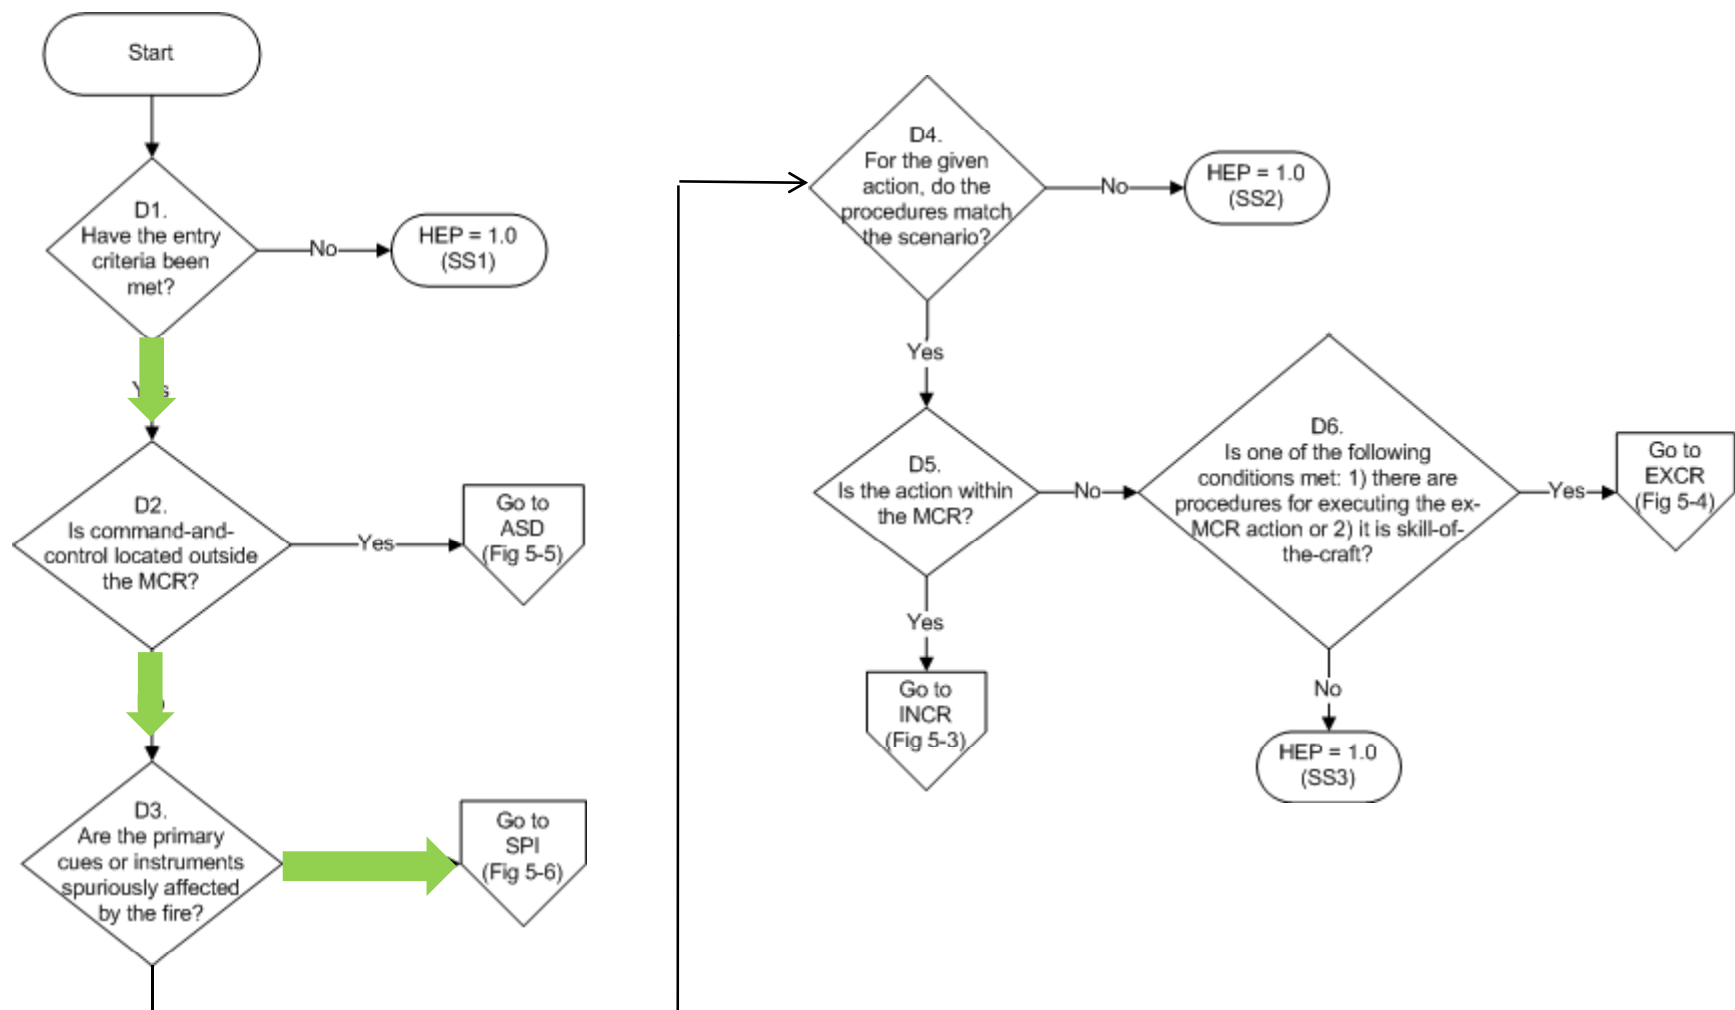 Start
D1.
Have the entry
criteria been
met?
No
HEP = 1.0
(SS1)
D2.
Is command-and-
control located outside
the MCR?
Yes
Go to
ASD
(Fig 5-5)
D3.
Are the primary
cues or instruments
spuriously affected
by the fire?
Go to
SPI
(Fig 5-6)
D4.
For the given
action, do the
procedures match
the scenario?
No
HEP = 1.0
(SS2)
Yes
D5.
Is the action within
the MCR?
No
Yes
Go to
INCR
(Fig 5-3)
D6.
Is one of the following
conditions met: 1) there are
procedures for executing the ex-
MCR action or 2) it is skill-of-
the-craft?
Yes
Go to
EXCR
(Fig 5-4)
No
HEP = 1.0
(SS3)